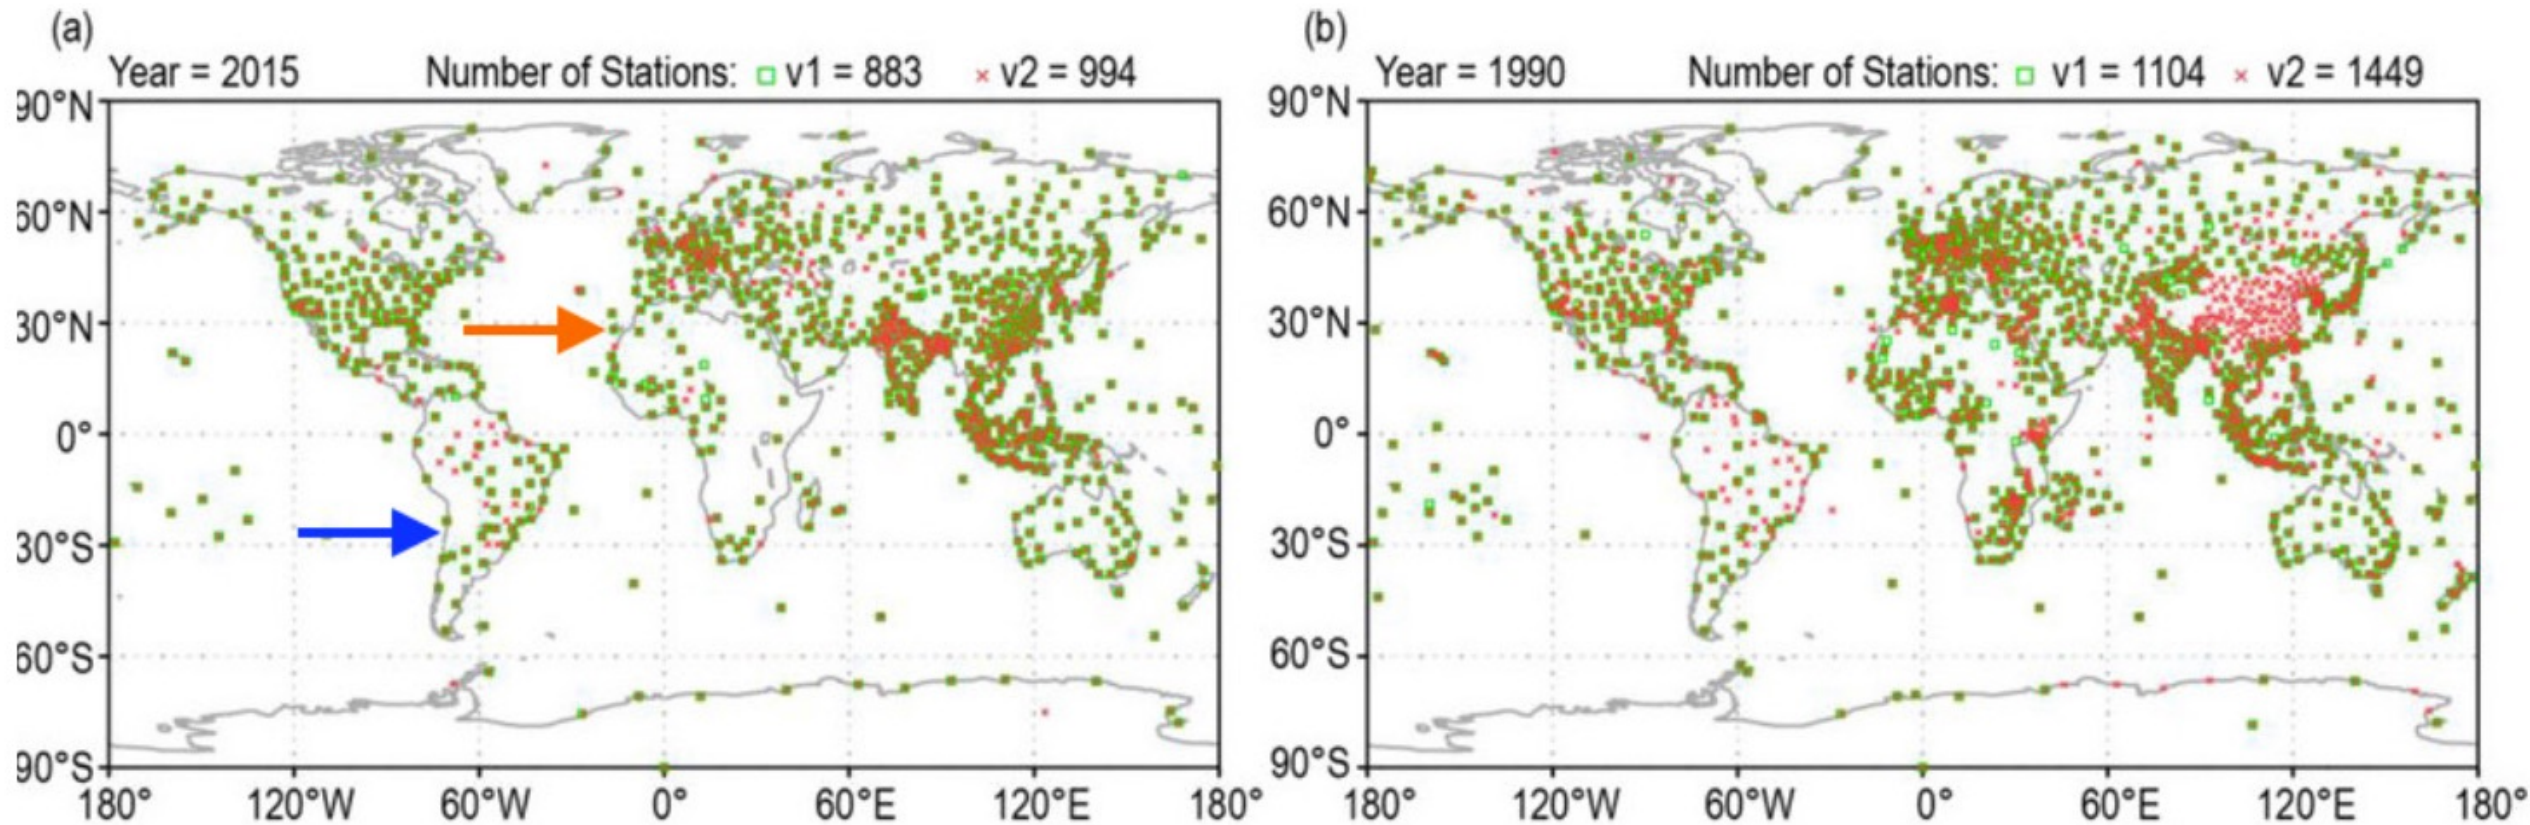 (a)
Year = 2015 Number of Stations: v1 = 883 × v2 = 994
90°N
60°N
30°N
0°
30°S
60°S
90°S
180° 120°W 60°W 0° 60°E 120°E 180°
(b)
Year = 1990 Number of Stations: v1 = 1104 × v2 = 1449
90°N
60°N
30°N
0°
30°S
60°S
90°S
180° 120°W 60°W 0° 60°E 120°E 180°